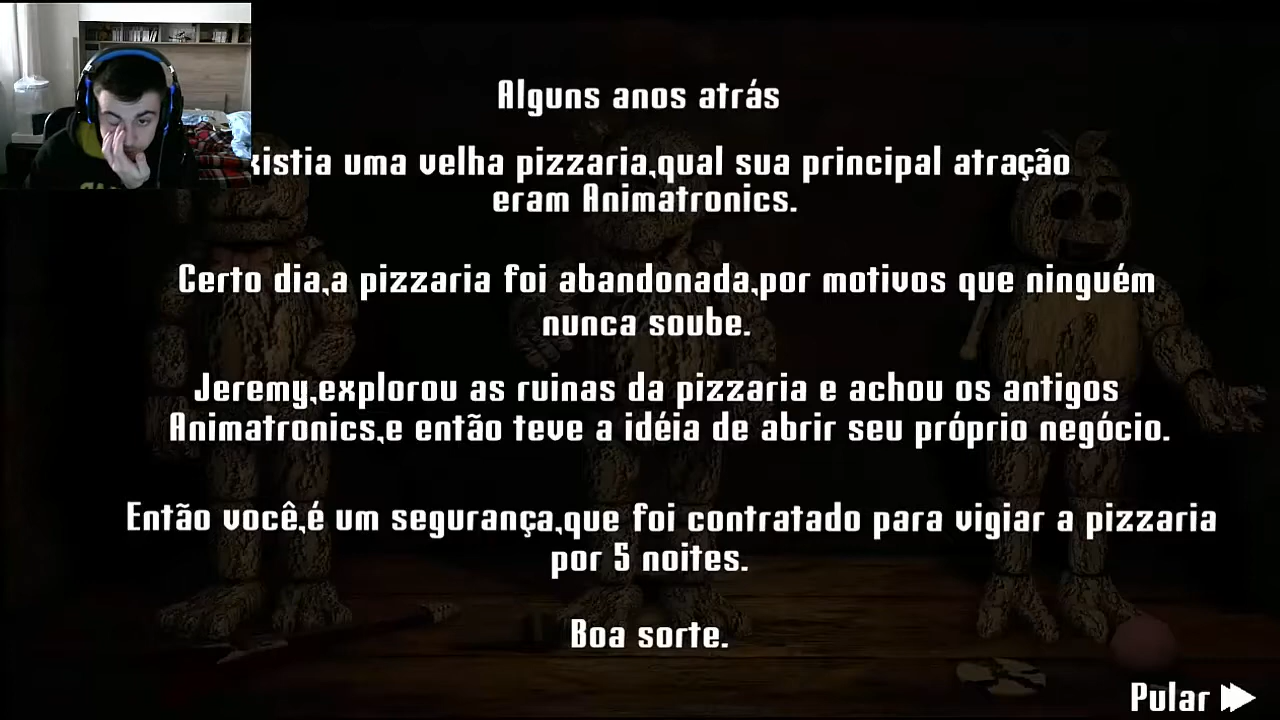 Alguns anos atrás
xistia uma velha pizzaria,qual sua principal atração
eram Animatronics.
Certo dia,a pizzaria foi abandonada,por motivos que ninguém
nunca soube.
Jeremy,explorou as ruinas da pizzaria e achou os antigos
Animatronics,e então teve a idéia de abrir seu próprio negócio.
Então você,é um segurança,que foi contratado para vigiar a pizzaria
por 5 noites.
Boa sorte.
Pular